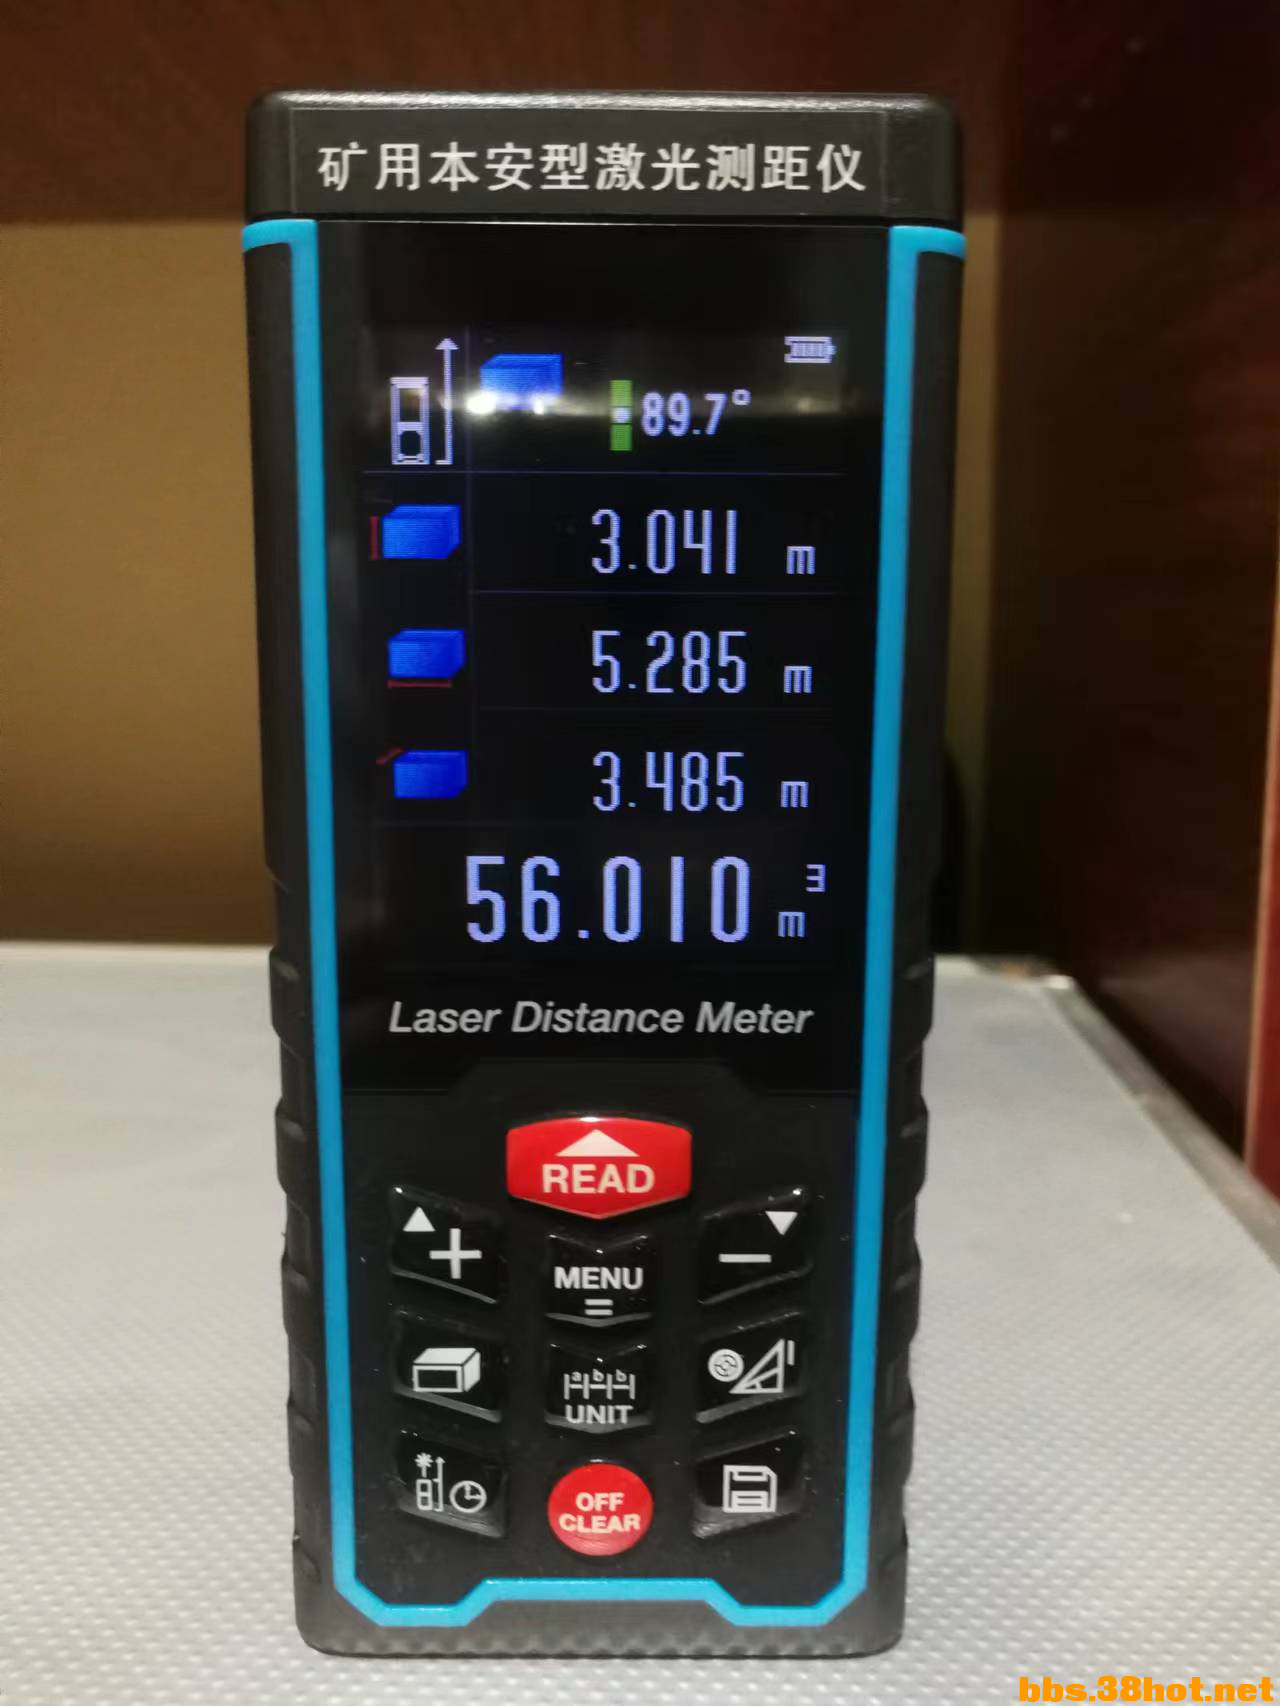 矿用本安型激光测距仪
89.7°
3.041 m
5.285 m
3.485 m
56.010 m³
Laser Distance Meter
READ
+
−
MENU
=
a b b
UNIT
OFF
CLEAR
bbs.38hot.net